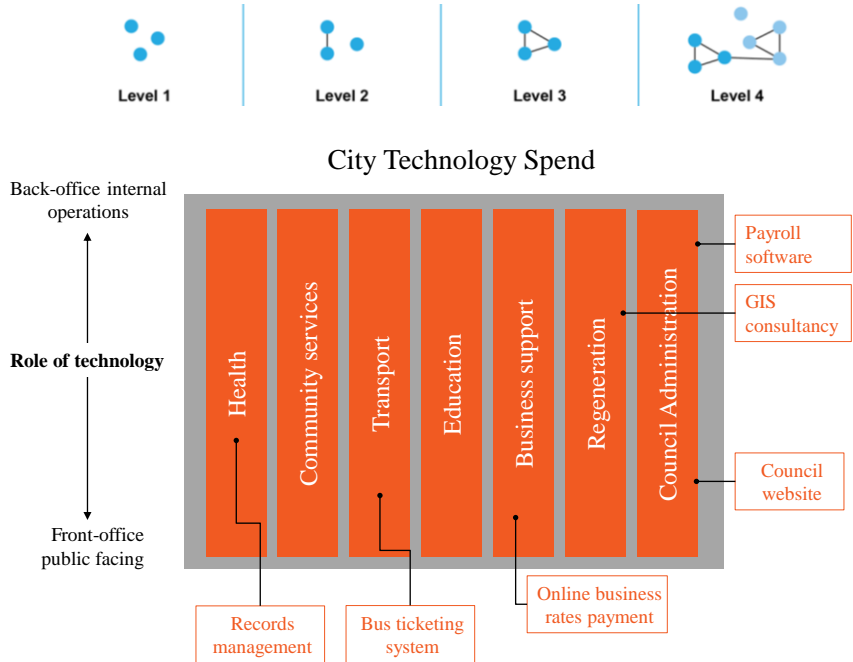 Level 1
Level 2
Level 3
Level 4
City Technology Spend
Back-office internal
operations
Role of technology
Front-office
public facing
Health
Community services
Transport
Education
Business support
Regeneration
Council Administration
Payroll
software
GIS
consultancy
Council
website
Online business
rates payment
Records
management
Bus ticketing
system